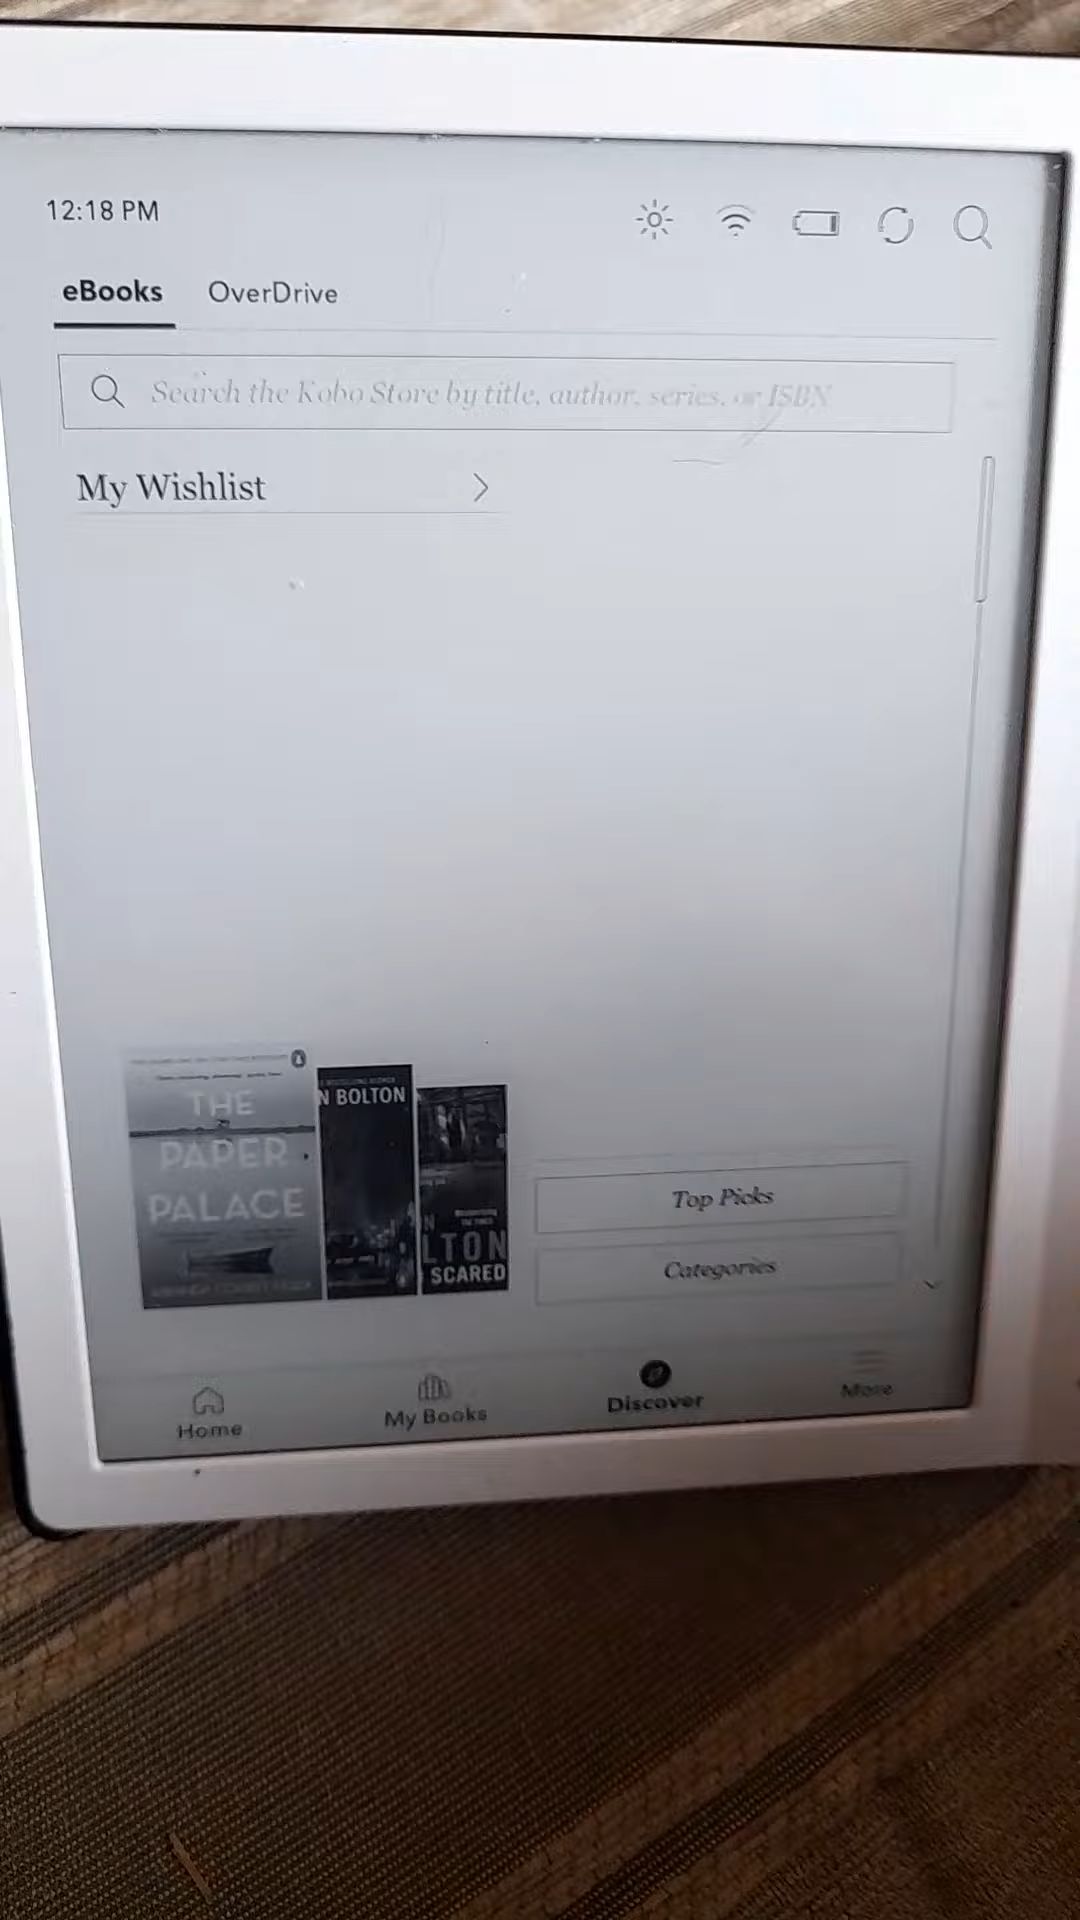 12:18 PM
eBooks OverDrive
Search the Kobo Store by title, author, series, or ISBN
My Wishlist
THE
PAPER
PALACE
N BOLTON
N
LTON
SCARED
Top Picks
Categories
Home My Books Discover More